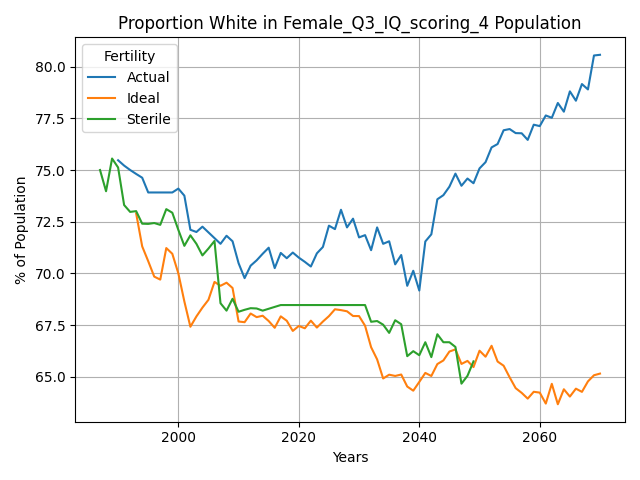 Proportion White in Female_Q3_IQ_scoring_4 Population
Fertility
Actual
Ideal
Sterile
% of Population
80.0
77.5
75.0
72.5
70.0
67.5
65.0
2000
2020
2040
2060
Years